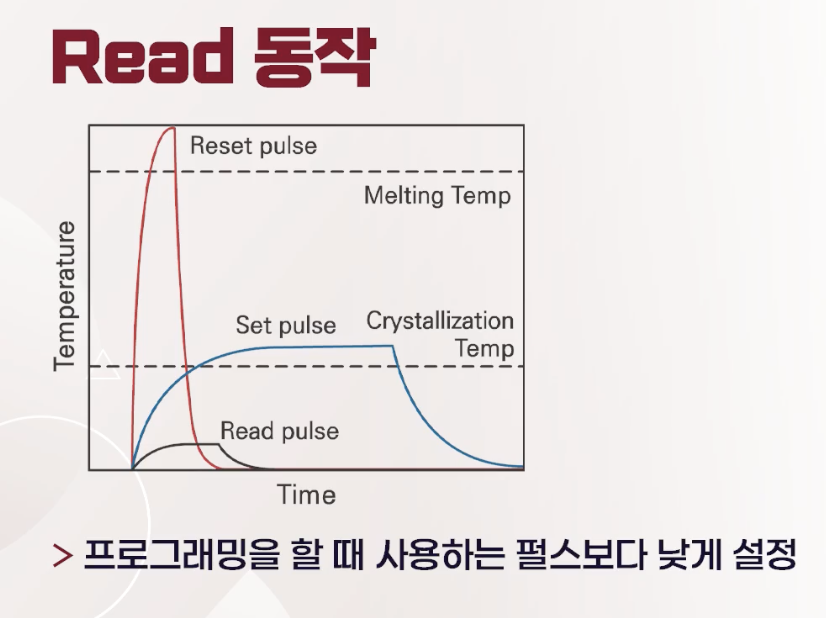 Read 동작
Reset pulse
Melting Temp
Temperature
Set pulse
Crystallization
Temp
Read pulse
Time
> 프로그래밍을 할 때 사용하는 펄스보다 낮게 설정